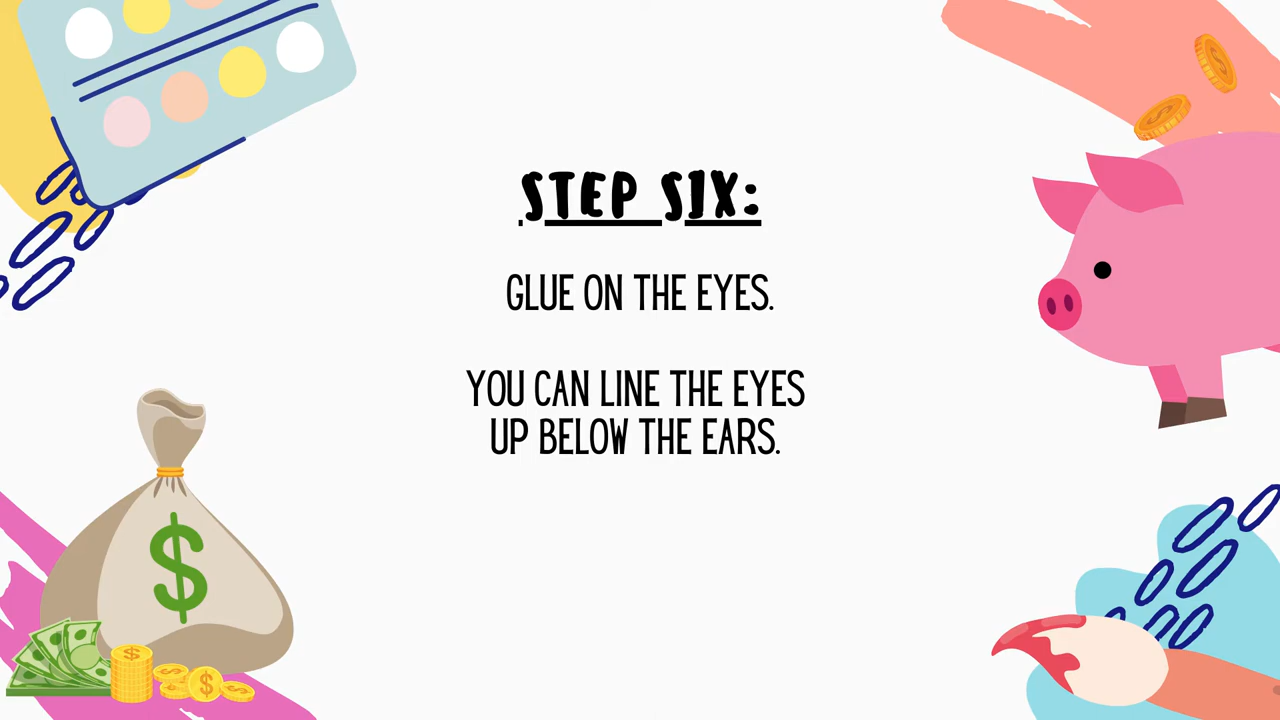 STEP SIX:
GLUE ON THE EYES.
YOU CAN LINE THE EYES
UP BELOW THE EARS.
$
$
$
$
$